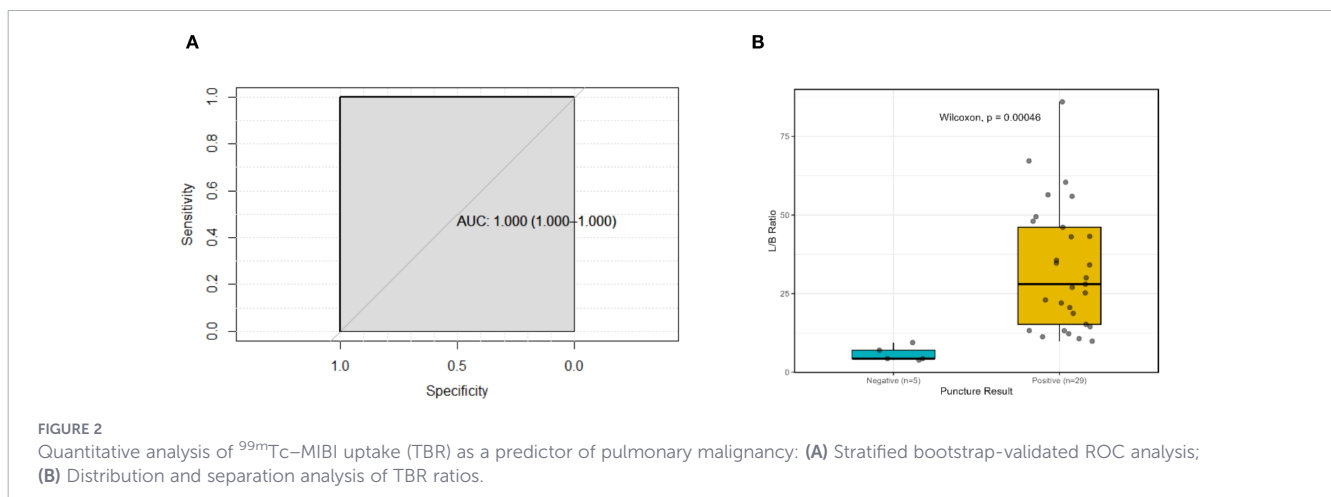 A
1.0
0.8
0.6
0.4
0.2
0.0
Sensitivity
AUC: 1.000 (1.000–1.000)
1.0 0.5 0.0
Specificity
B
Wilcoxon, p = 0.00046
75
50
25
0
L/B Ratio
Negative (n=5) Positive (n=29)
Puncture Result
FIGURE 2
Quantitative analysis of ⁹⁹ᵐTc–MIBI uptake (TBR) as a predictor of pulmonary malignancy: (A) Stratified bootstrap-validated ROC analysis;
(B) Distribution and separation analysis of TBR ratios.